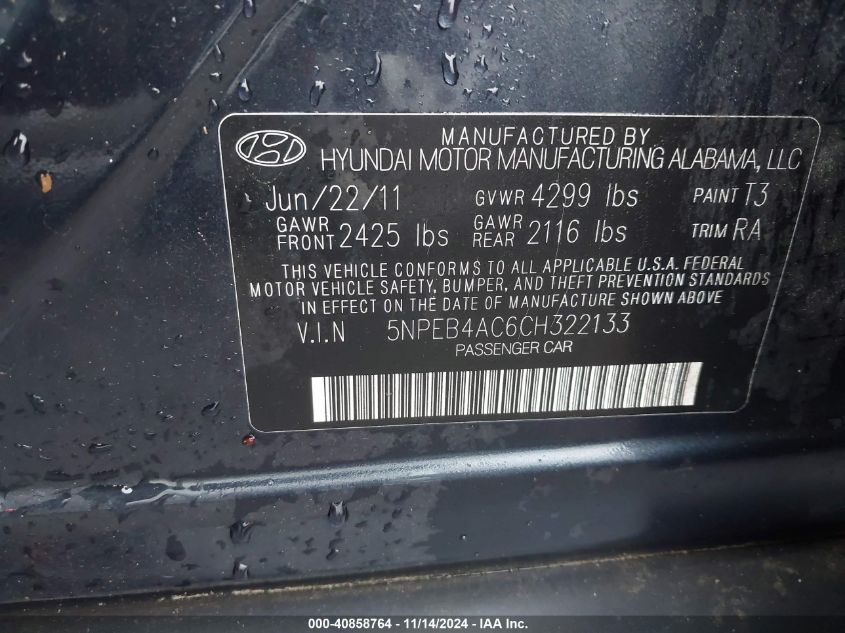 MANUFACTURED BY
HYUNDAI MOTOR MANUFACTURING ALABAMA, LLC
Jun/22/11 GVWR 4299 lbs PAINT T3
GAWR FRONT 2425 lbs GAWR REAR 2116 lbs TRIM RA
THIS VEHICLE CONFORMS TO ALL APPLICABLE U.S.A. FEDERAL
MOTOR VEHICLE SAFETY, BUMPER, AND THEFT PREVENTION STANDARDS
IN EFFECT ON THE DATE OF MANUFACTURE SHOWN ABOVE
V.I.N 5NPEB4AC6CH322133
PASSENGER CAR
000-40858764 - 11/14/2024 - IAA Inc.